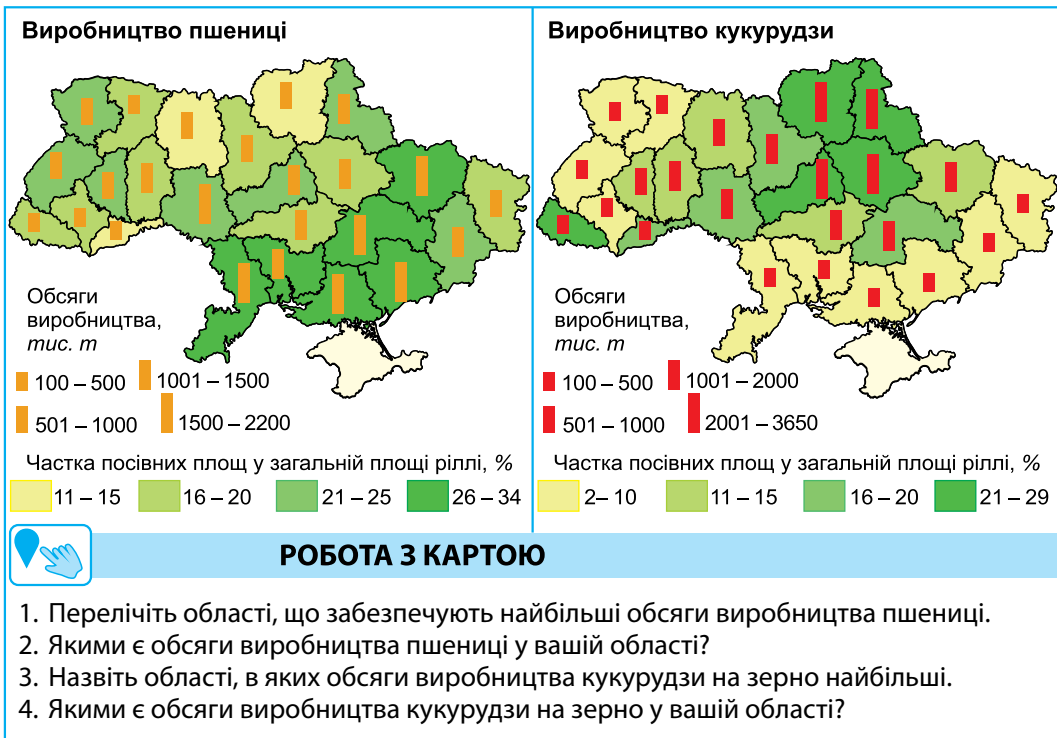 Виробництво пшениці
Обсяги
виробництва,
тис. т
100 – 500
1001 – 1500
501 – 1000
1500 – 2200
Частка посівних площ у загальній площі ріллі, %
11 – 15
16 – 20
21 – 25
26 – 34
Виробництво кукурудзи
Обсяги
виробництва,
тис. т
100 – 500
1001 – 2000
501 – 1000
2001 – 3650
Частка посівних площ у загальній площі ріллі, %
2– 10
11 – 15
16 – 20
21 – 29
РОБОТА З КАРТОЮ
1. Перелічіть області, що забезпечують найбільші обсяги виробництва пшениці.
2. Якими є обсяги виробництва пшениці у вашій області?
3. Назвіть області, в яких обсяги виробництва кукурудзи на зерно найбільші.
4. Якими є обсяги виробництва кукурудзи на зерно у вашій області?